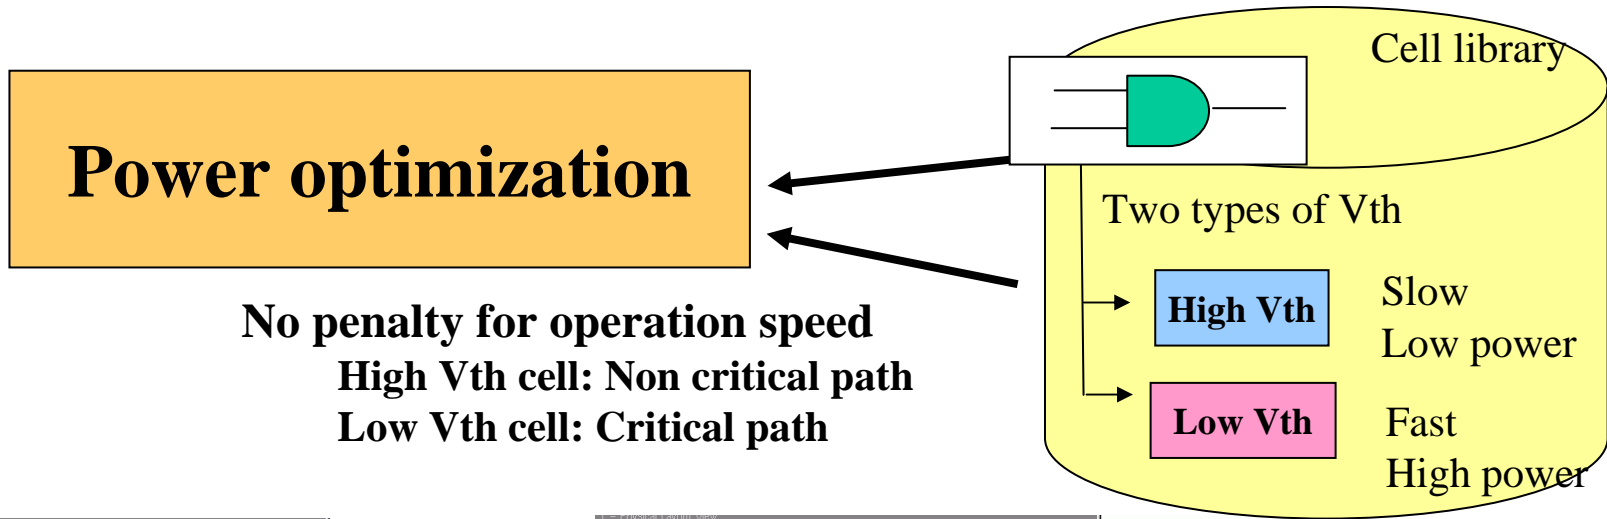 Cell library
Power optimization
Two types of Vth
High Vth
Slow
Low power
Low Vth
Fast
High power
No penalty for operation speed
High Vth cell: Non critical path
Low Vth cell: Critical path